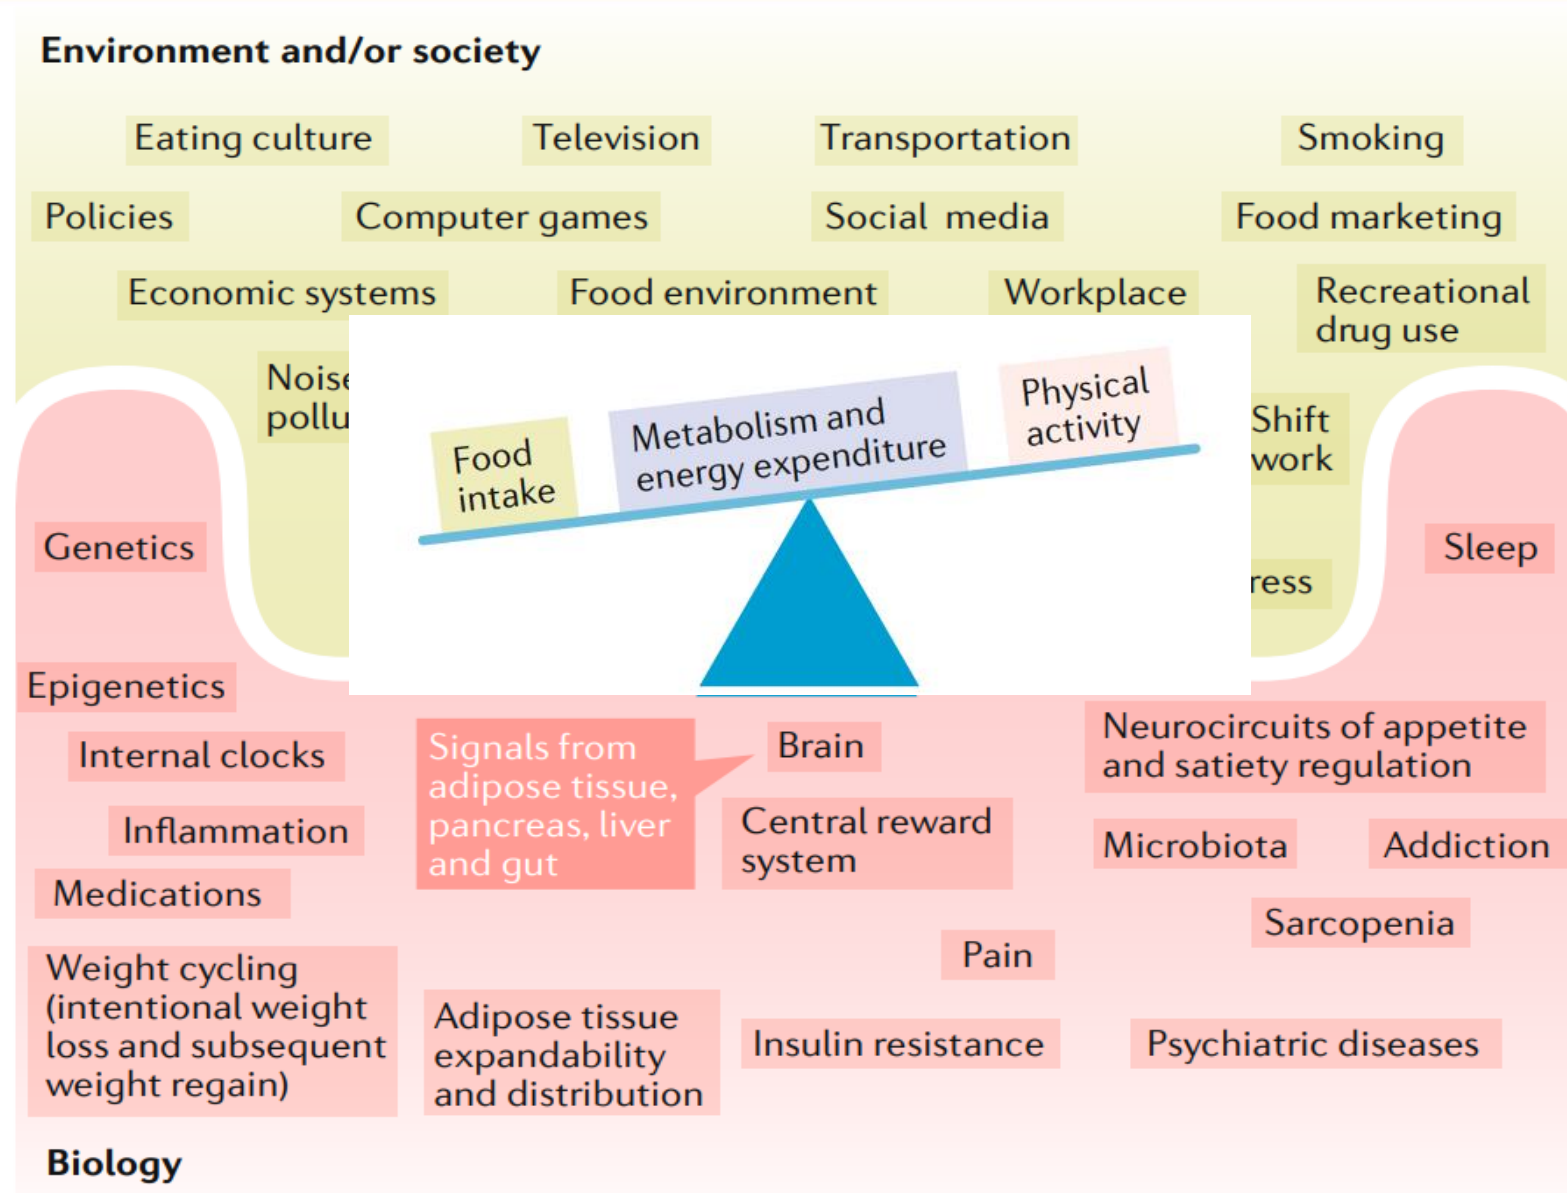 Environment and/or society
Eating culture
Television
Transportation
Smoking
Policies
Computer games
Social media
Food marketing
Economic systems
Food environment
Workplace
Recreational
drug use
Noise
Shift
work
Food
intake
Metabolism and
energy expenditure
Physical
activity
Genetics
Sleep
Epigenetics
Internal clocks
Inflammation
Medications
Weight cycling
(intentional weight
loss and subsequent
weight regain)
Signals from
adipose tissue,
pancreas, liver
and gut
Brain
Central reward
system
Neurocircuits of appetite
and satiety regulation
Microbiota
Addiction
Sarcopenia
Pain
Adipose tissue
expandability
and distribution
Insulin resistance
Psychiatric diseases
Biology